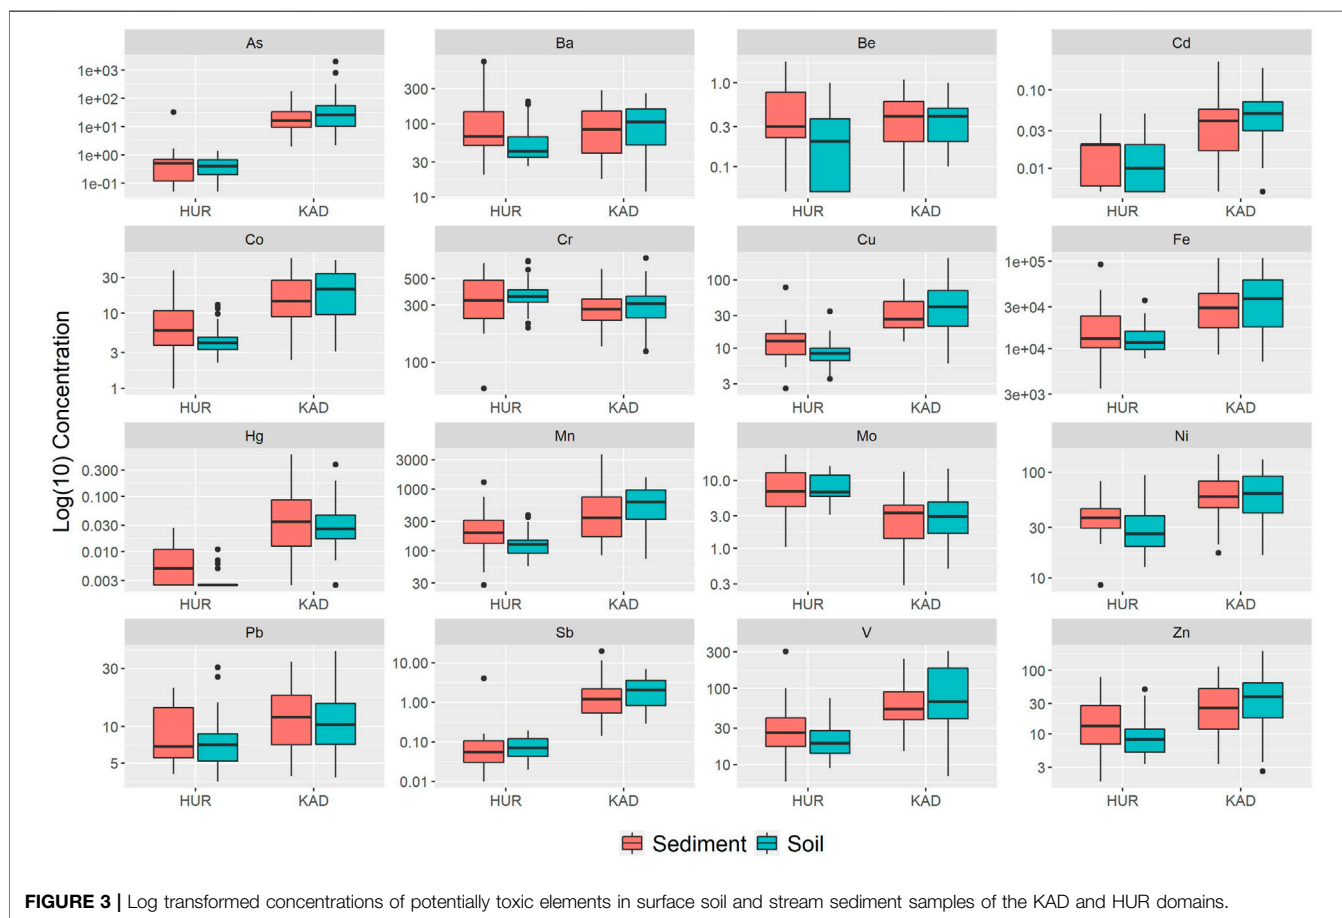 As Ba Be Cd
1e+03
1e+02
1e+01
1e+00
1e-01
HUR KAD
300
100
30
10
HUR KAD
1.0
0.3
0.1
HUR KAD
0.10
0.03
0.01
HUR KAD
Co Cr Cu Fe
30
10
3
1
HUR KAD
500
300
100
HUR KAD
100
30
10
3
HUR KAD
1e+05
3e+04
1e+04
3e+03
HUR KAD
Log(10) Concentration
Hg Mn Mo Ni
0.300
0.100
0.030
0.010
0.003
HUR KAD
3000
1000
300
100
30
HUR KAD
10.0
3.0
1.0
0.3
HUR KAD
100
30
10
HUR KAD
Pb Sb V Zn
30
10
5
HUR KAD
10.00
1.00
0.10
0.01
HUR KAD
300
100
30
10
HUR KAD
100
30
10
3
HUR KAD
Sediment Soil
FIGURE 3 | Log transformed concentrations of potentially toxic elements in surface soil and stream sediment samples of the KAD and HUR domains.